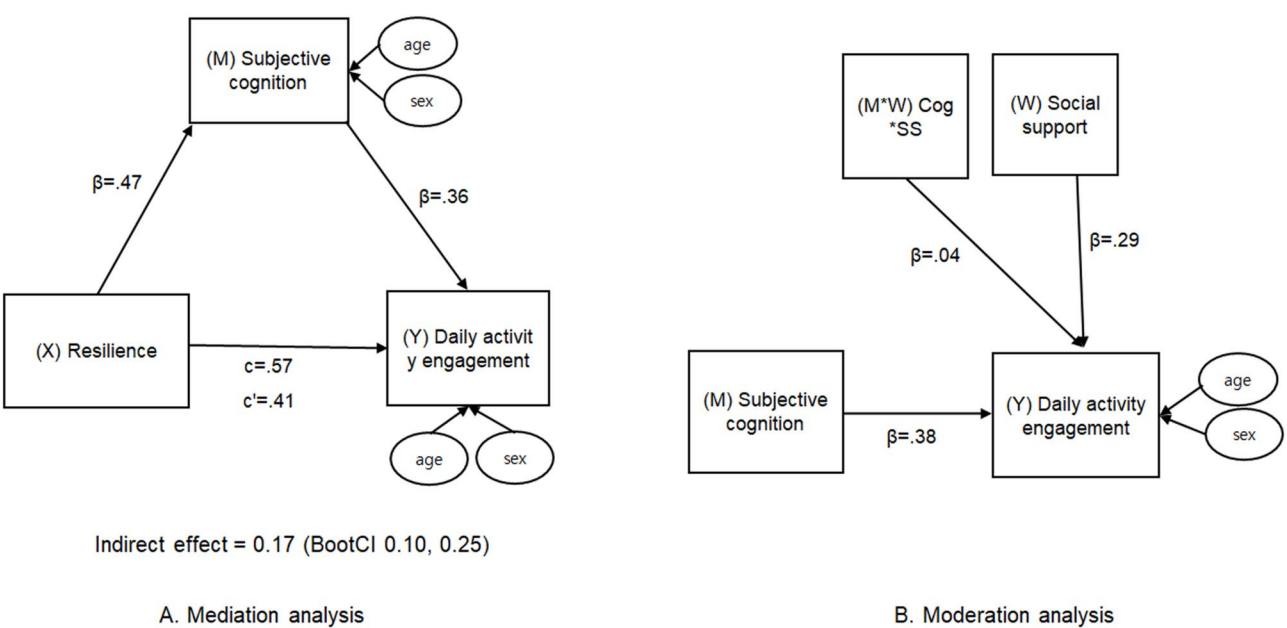 (M) Subjective
cognition
age
sex
β=.47
β=.36
(X) Resilience
c=.57
c'=.41
(Y) Daily activit
y engagement
age
sex
Indirect effect = 0.17 (BootCI 0.10, 0.25)
A. Mediation analysis
(M*W) Cog
*SS
(W) Social
support
β=.04
β=.29
(M) Subjective
cognition
β=.38
(Y) Daily activity
engagement
age
sex
B. Moderation analysis